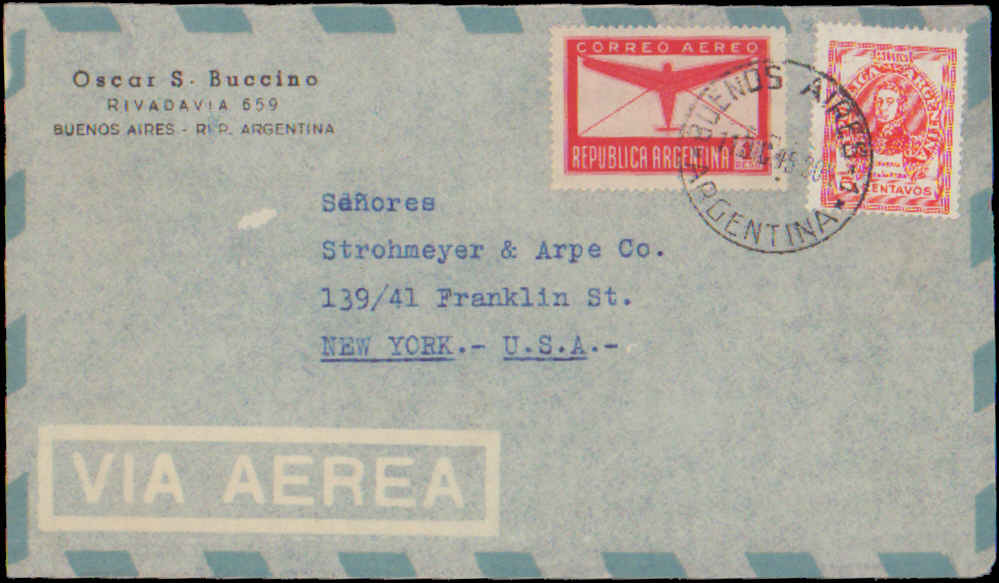 Oscar S. Buccino
RIVADAVIA 659
BUENOS AIRES - REP. ARGENTINA
CORREO AEREO
REPUBLICA ARGENTINA
BUENOS AIRES
ARGENTINA
ARGENTINA
CENTAVOS
Señores
Strohmeyer & Arpe Co.
139/41 Franklin St.
NEW YORK.- U.S.A.-
VIA AEREA